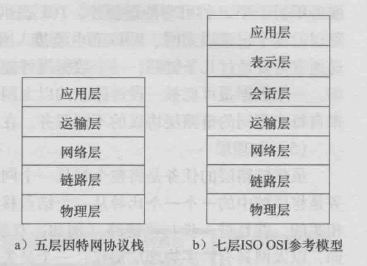 应用层
运输层
网络层
链路层
物理层
a）五层因特网协议栈
应用层
表示层
会话层
运输层
网络层
链路层
物理层
b）七层ISO OSI参考模型